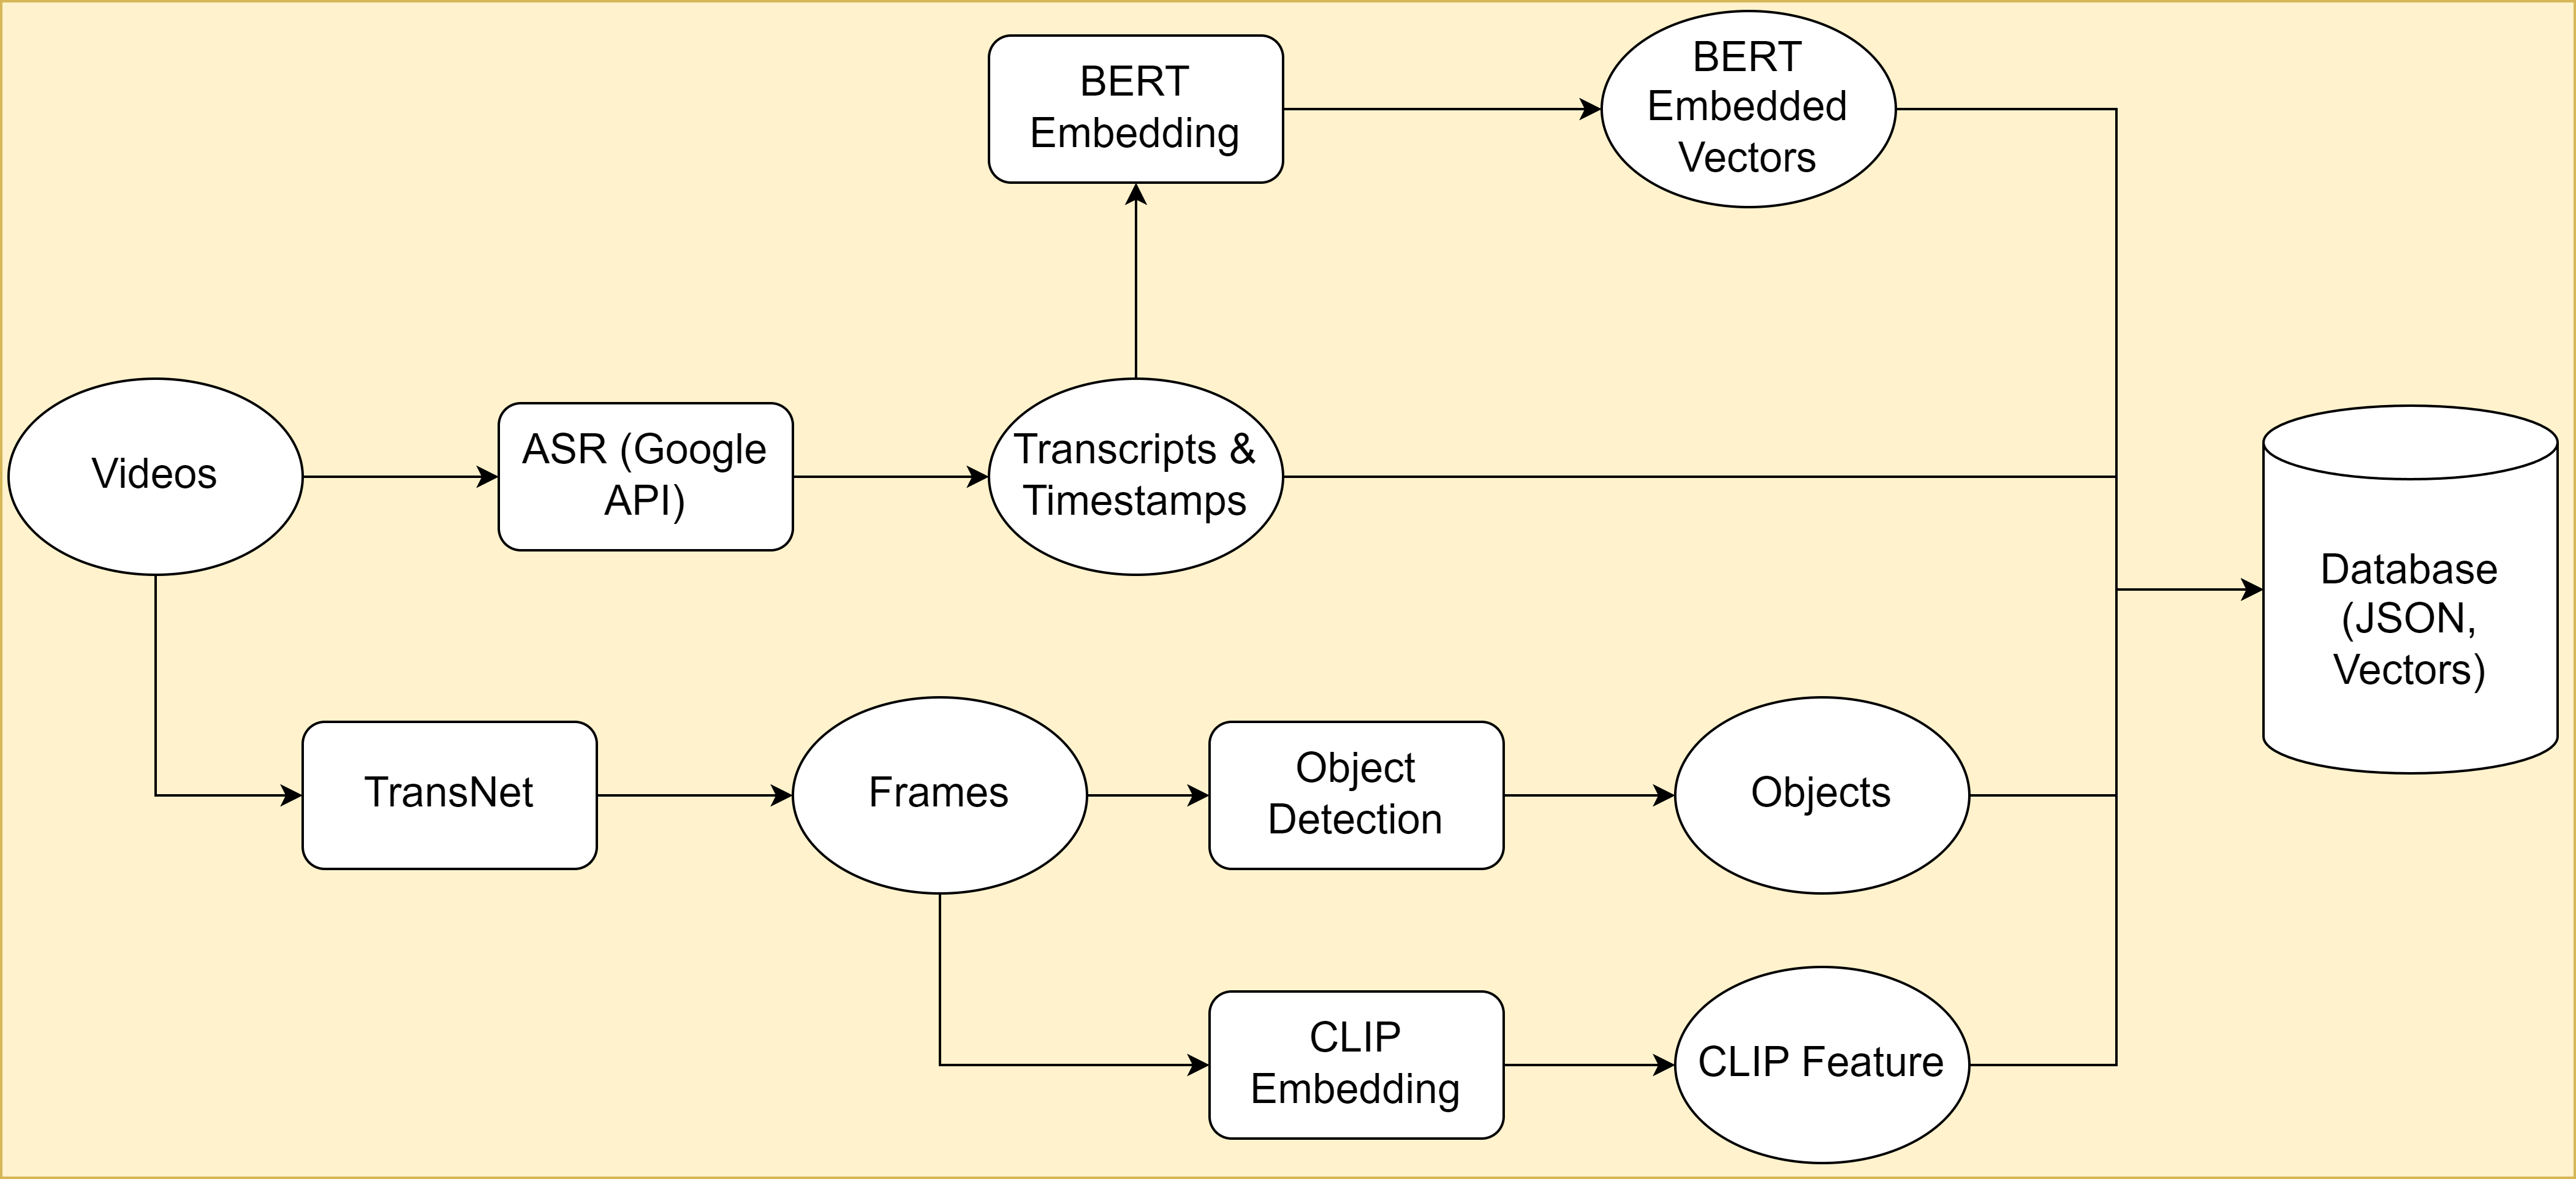 BERT
Embedding
BERT
Embedded
Vectors
Videos
ASR (Google
API)
Transcripts &
Timestamps
Database
(JSON,
Vectors)
TransNet
Frames
Object
Detection
Objects
CLIP
Embedding
CLIP Feature